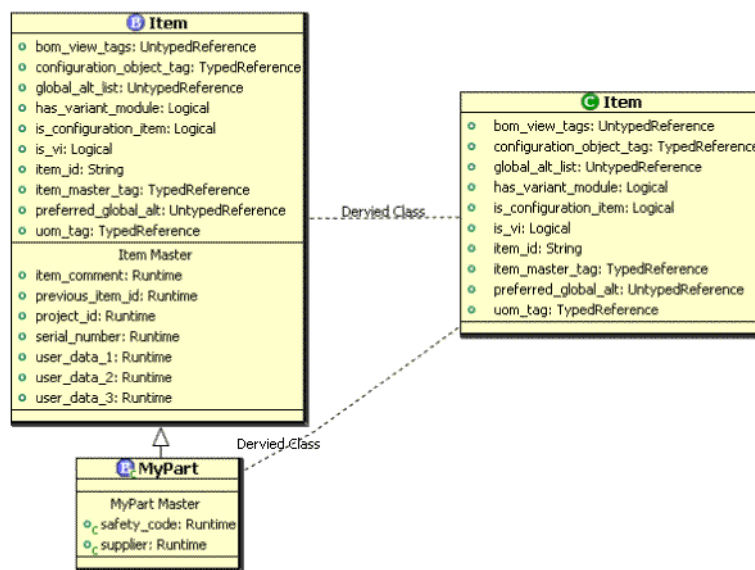 B Item
bom_view_tags: UntypedReference
configuration_object_tag: TypedReference
global_alt_list: UntypedReference
has_variant_module: Logical
is_configuration_item: Logical
is_vi: Logical
item_id: String
item_master_tag: TypedReference
preferred_global_alt: UntypedReference
uom_tag: TypedReference
Item Master
item_comment: Runtime
previous_item_id: Runtime
project_id: Runtime
serial_number: Runtime
user_data_1: Runtime
user_data_2: Runtime
user_data_3: Runtime
Dervied Class
C Item
bom_view_tags: UntypedReference
configuration_object_tag: TypedReference
global_alt_list: UntypedReference
has_variant_module: Logical
is_configuration_item: Logical
is_vi: Logical
item_id: String
item_master_tag: TypedReference
preferred_global_alt: UntypedReference
uom_tag: TypedReference
Dervied Class
B C MyPart
MyPart Master
C safety_code: Runtime
C supplier: Runtime